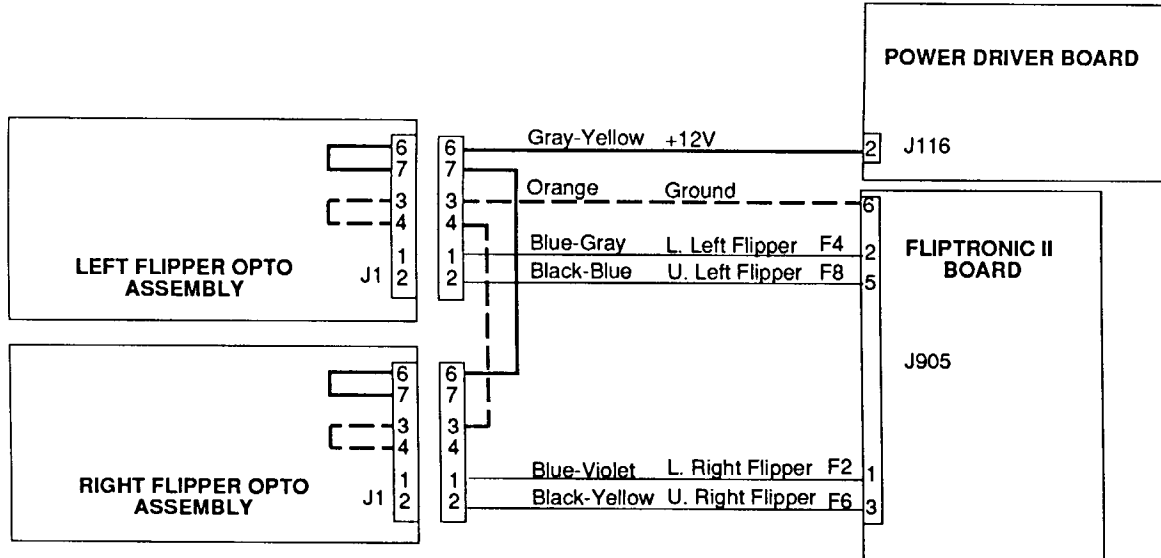 POWER DRIVER BOARD
2 J116
6 6 Gray-Yellow +12V
7 7
3 3 Orange Ground 6
4 4
1 1 Blue-Gray L. Left Flipper F4 2
2 2 Black-Blue U. Left Flipper F8 5
LEFT FLIPPER OPTO
ASSEMBLY
J1
FLIPTRONIC II
BOARD
J905
6 6
7 7
3 3
4 4
1 1 Blue-Violet L. Right Flipper F2 1
2 2 Black-Yellow U. Right Flipper F6 3
RIGHT FLIPPER OPTO
ASSEMBLY
J1